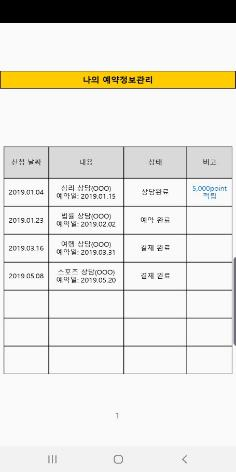 나의 예약정보관리
신청 날짜 내용 상태 비고
2019.01.04 심리 상담(OOO) 예약일: 2019.01.15 상담완료 5,000point 적립
2019.01.23 법률 상담(OOO) 예약일: 2019.02.02 예약 완료
2019.03.16 여행 상담(OOO) 예약일: 2019.03.31 결제 완료
2019.05.08 스포츠 상담(OOO) 예약일: 2019.05.20 결제 완료
1